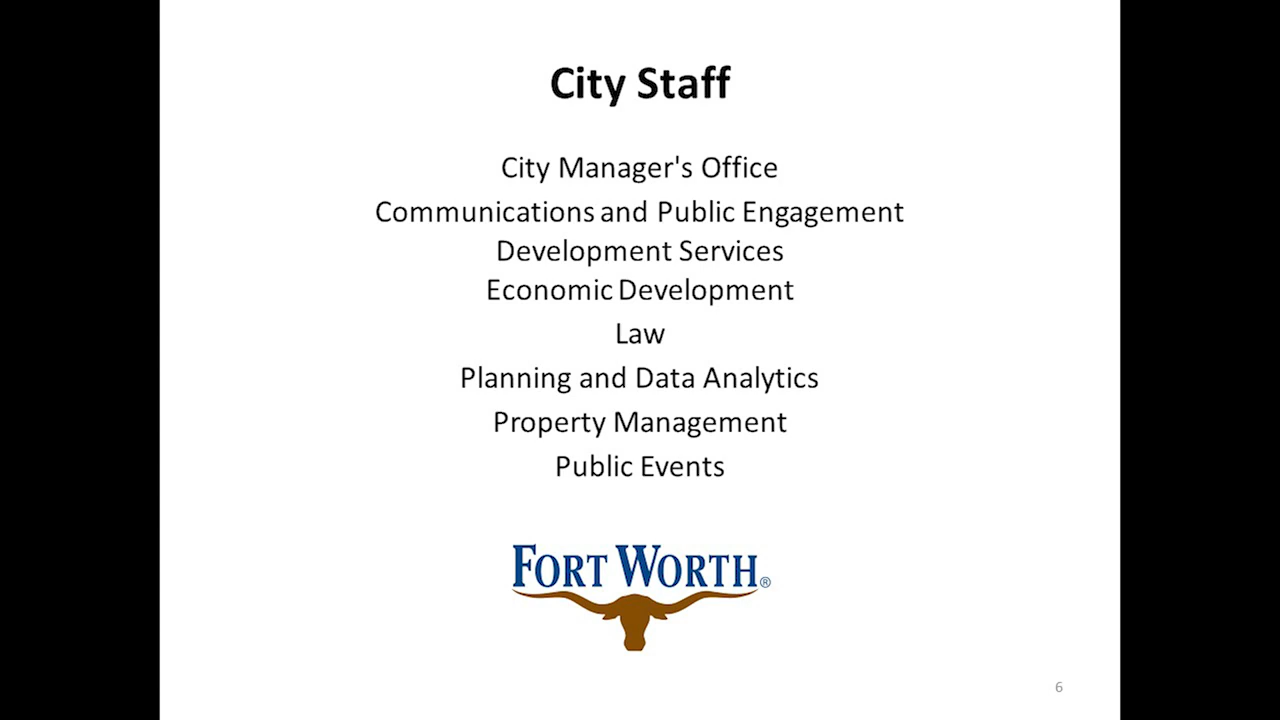 City Staff
City Manager's Office
Communications and Public Engagement
Development Services
Economic Development
Law
Planning and Data Analytics
Property Management
Public Events
FORT WORTH®
6